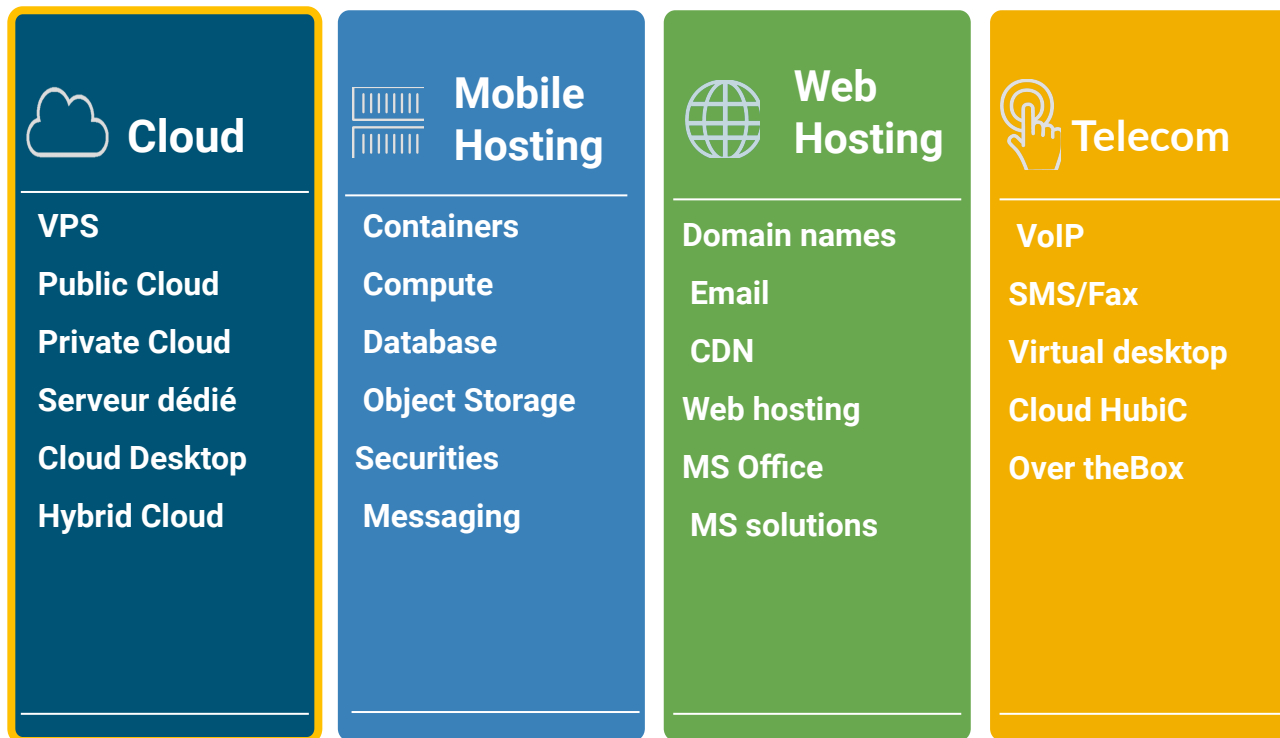 Cloud
VPS
Public Cloud
Private Cloud
Serveur dédié
Cloud Desktop
Hybrid Cloud
Mobile
Hosting
Containers
Compute
Database
Object Storage
Securities
Messaging
Web
Hosting
Domain names
Email
CDN
Web hosting
MS Office
MS solutions
Telecom
VoIP
SMS/Fax
Virtual desktop
Cloud HubiC
Over theBox